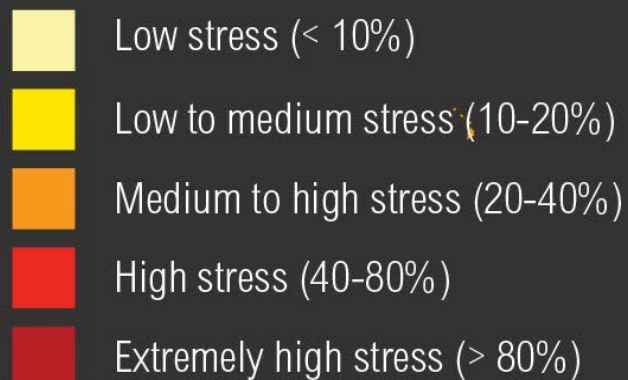 Low stress (< 10%)
Low to medium stress (10-20%)
Medium to high stress (20-40%)
High stress (40-80%)
Extremely high stress (> 80%)